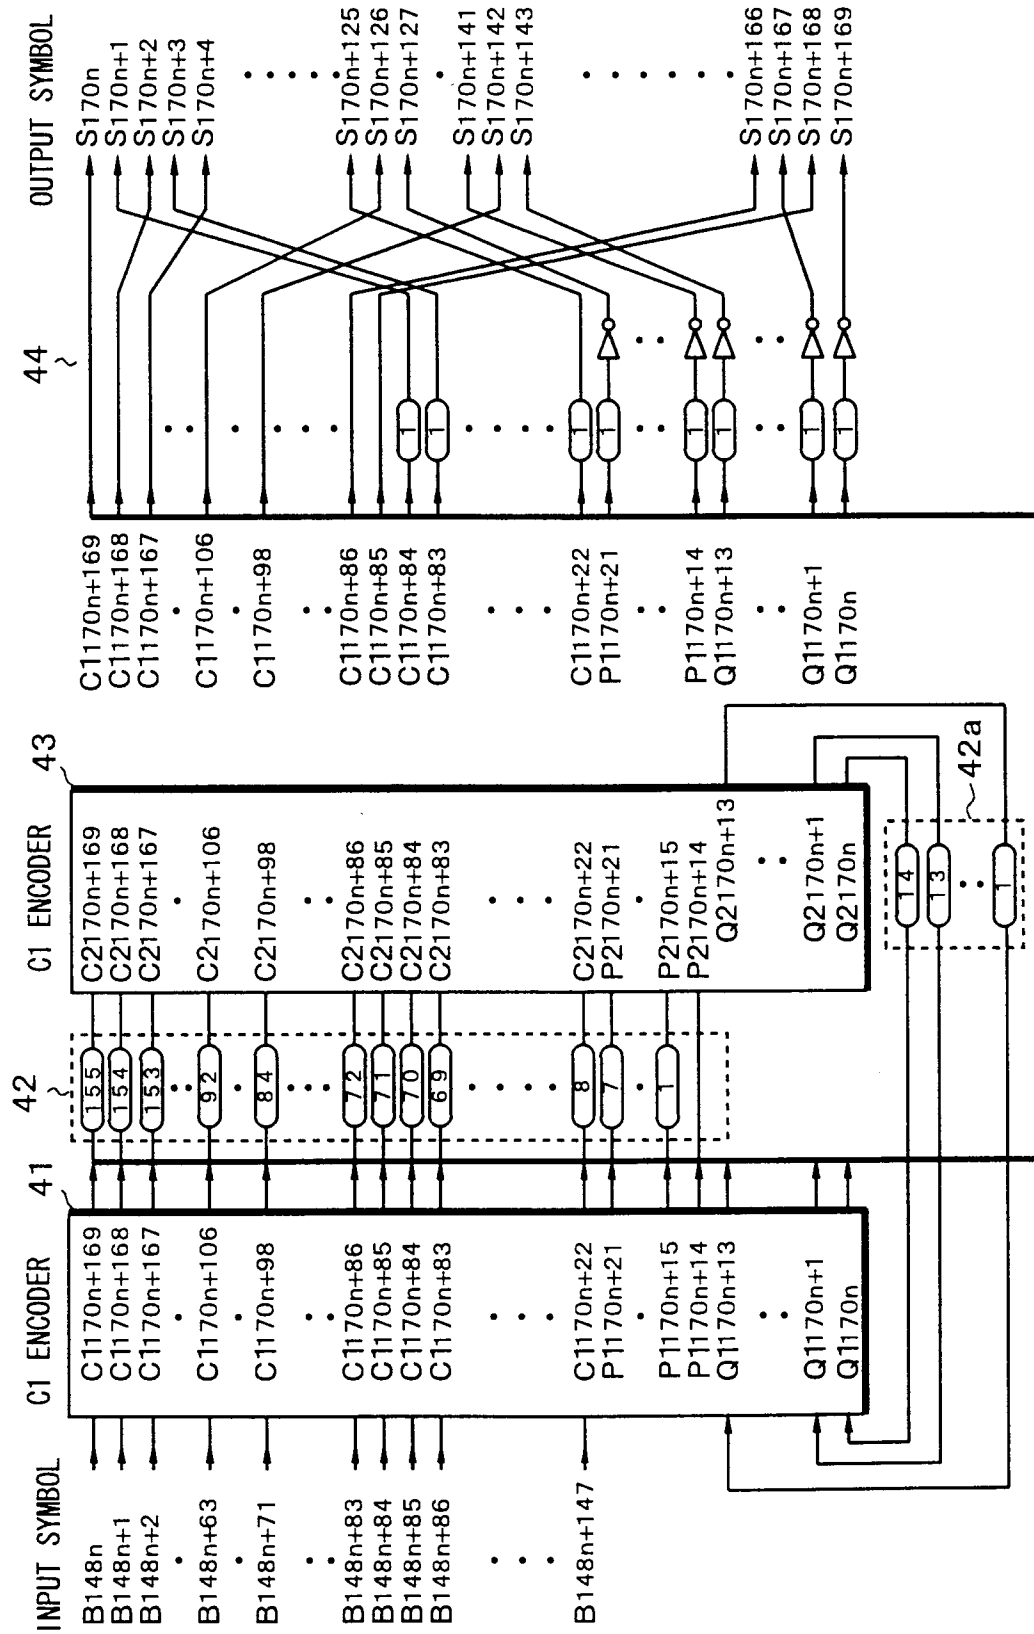 INPUT SYMBOL
B148n
B148n+1
B148n+2
B148n+63
B148n+71
B148n+83
B148n+84
B148n+85
B148n+86
B148n+147
C1 ENCODER
41
C1170n+169
C1170n+168
C1170n+167
C1170n+106
C1170n+98
C1170n+86
C1170n+85
C1170n+84
C1170n+83
C1170n+22
P1170n+21
P1170n+15
P1170n+14
Q1170n+13
Q1170n+1
Q1170n
42
155
154
153
92
84
72
71
70
69
8
7
1
C1 ENCODER
43
C2170n+169
C2170n+168
C2170n+167
C2170n+106
C2170n+98
C2170n+86
C2170n+85
C2170n+84
C2170n+83
C2170n+22
P2170n+21
P2170n+15
P2170n+14
Q2170n+13
Q2170n+1
Q2170n
42a
14
13
1
C1170n+169
C1170n+168
C1170n+167
C1170n+106
C1170n+98
C1170n+86
C1170n+85
C1170n+84
C1170n+83
C1170n+22
P1170n+21
P1170n+14
Q1170n+13
Q1170n+1
Q1170n
44
1
1
1
1
1
1
1
1
OUTPUT SYMBOL
S170n
S170n+1
S170n+2
S170n+3
S170n+4
S170n+125
S170n+126
S170n+127
S170n+141
S170n+142
S170n+143
S170n+166
S170n+167
S170n+168
S170n+169